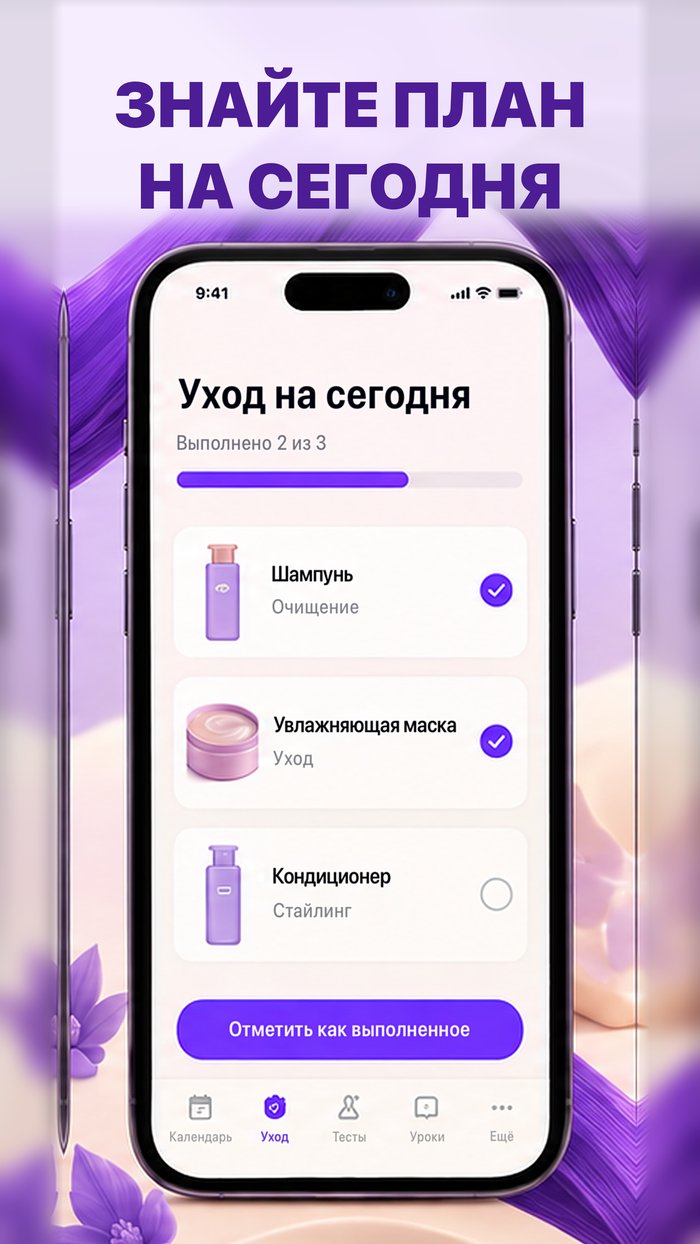 ЗНАЙТЕ ПЛАН
НА СЕГОДНЯ
9:41
Уход на сегодня
Выполнено 2 из 3
Шампунь
Очищение
Увлажняющая маска
Уход
Кондиционер
Стайлинг
Отметить как выполненное
Календарь
Уход
Тесты
Уроки
Ещё